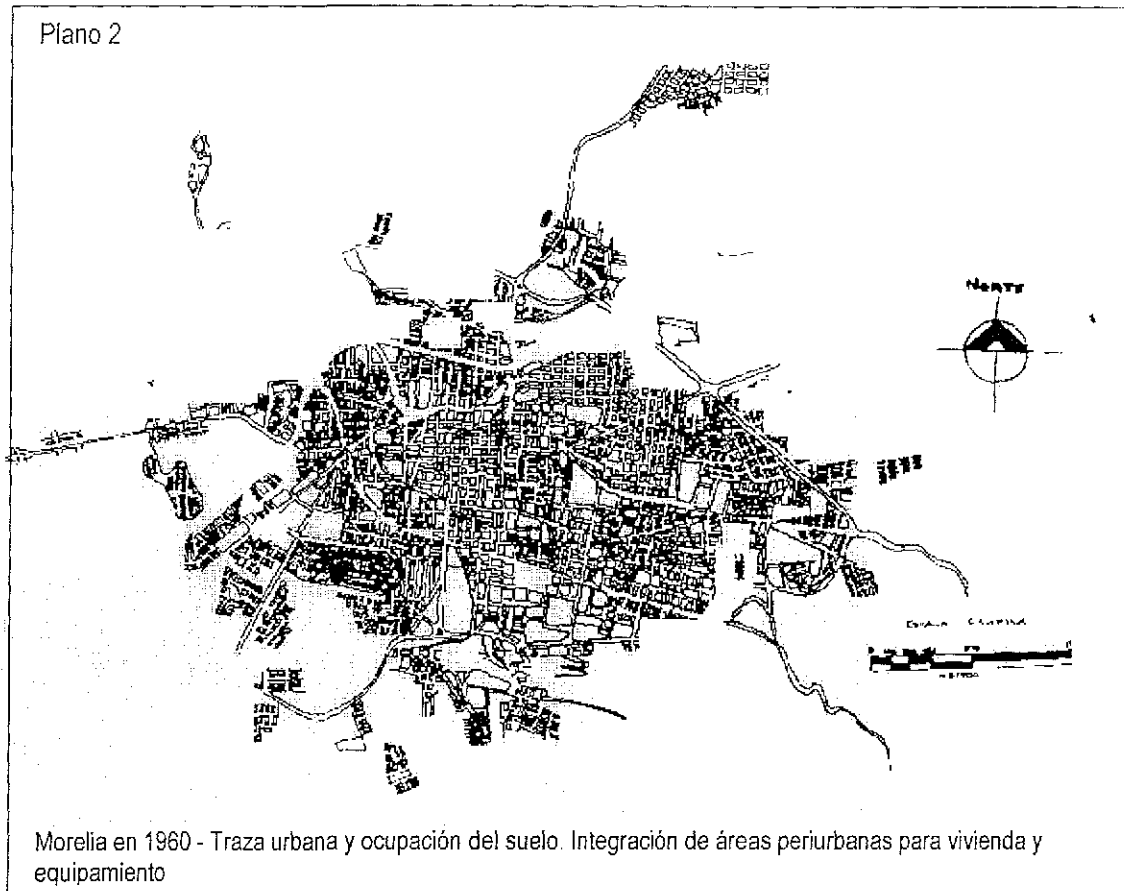 Plano 2
NORTE
Morelia en 1960 - Traza urbana y ocupación del suelo. Integración de áreas periurbanas para vivienda y
equipamiento